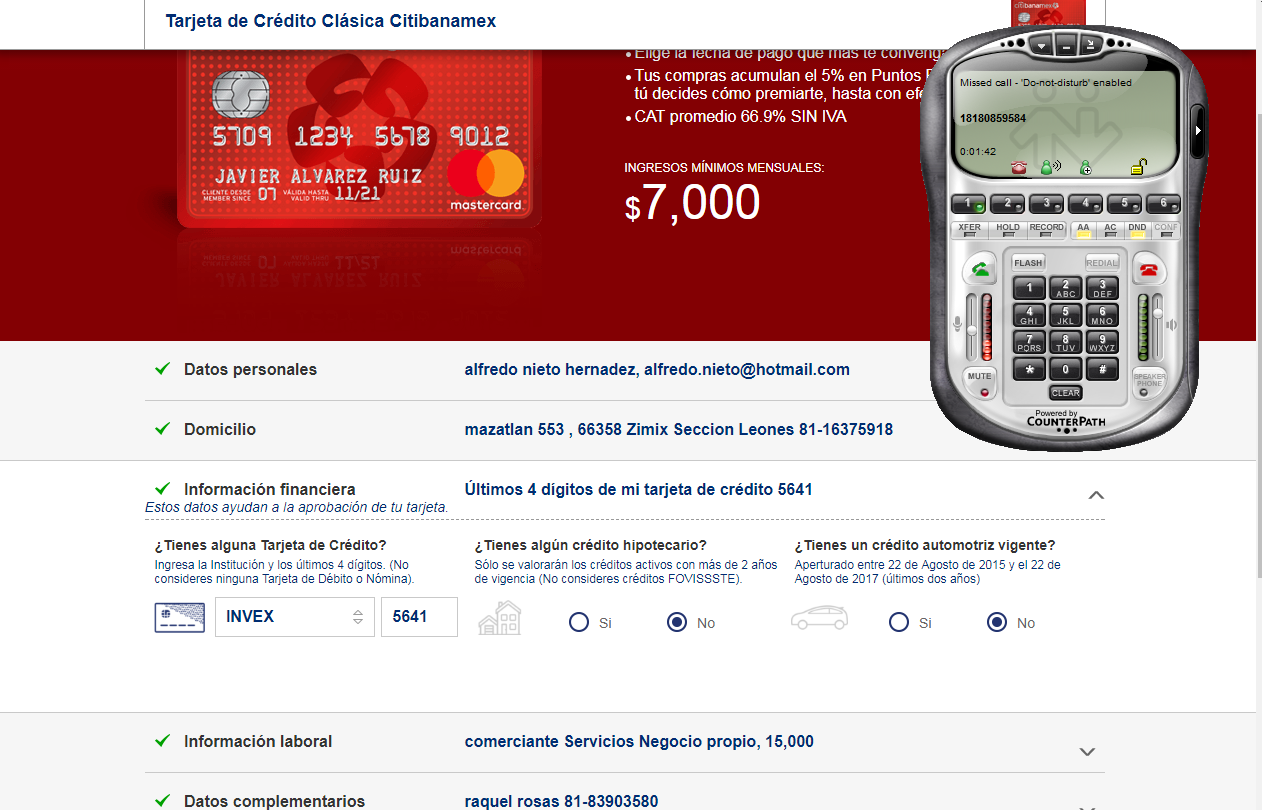 Tarjeta de Crédito Clásica Citibanamex
citibanamex
Elige la fecha de pago que más te convenga
Tus compras acumulan el 5% en Puntos
tú decides cómo premiarte, hasta con
CAT promedio 66.9% SIN IVA
5709 1234 5678 9012
JAVIER ALVAREZ RUIZ
CLIENTE DESDE
MEMBER SINCE 07 VÁLIDA HASTA
VALID THRU 11/21
mastercard
INGRESOS MÍNIMOS MENSUALES:
$7,000
Missed call - 'Do-not-disturb' enabled
18180859584
0:01:42
1 2 3 4 5 6
XFER HOLD RECORD AA AC DND CONF
FLASH REDIAL
1 2 ABC 3 DEF
4 GHI 5 JKL 6 MNO
7 PQRS 8 TUV 9 WXYZ
* 0 #
MUTE SPEAKER PHONE
CLEAR
Powered by
COUNTERPATH
Datos personales alfredo nieto hernadez, alfredo.nieto@hotmail.com
Domicilio mazatlan 553 , 66358 Zimix Seccion Leones 81-16375918
Información financiera Últimos 4 dígitos de mi tarjeta de crédito 5641
Estos datos ayudan a la aprobación de tu tarjeta.
¿Tienes alguna Tarjeta de Crédito?
Ingresa la Institución y los últimos 4 dígitos. (No
consideres ninguna Tarjeta de Débito o Nómina).
INVEX 5641
¿Tienes algún crédito hipotecario?
Sólo se valorarán los créditos activos con más de 2 años
de vigencia (No consideres créditos FOVISSSTE).
Si No
¿Tienes un crédito automotriz vigente?
Aperturado entre 22 de Agosto de 2015 y el 22 de
Agosto de 2017 (últimos dos años)
Si No
Información laboral comerciante Servicios Negocio propio, 15,000
Datos complementarios raquel rosas 81-83903580